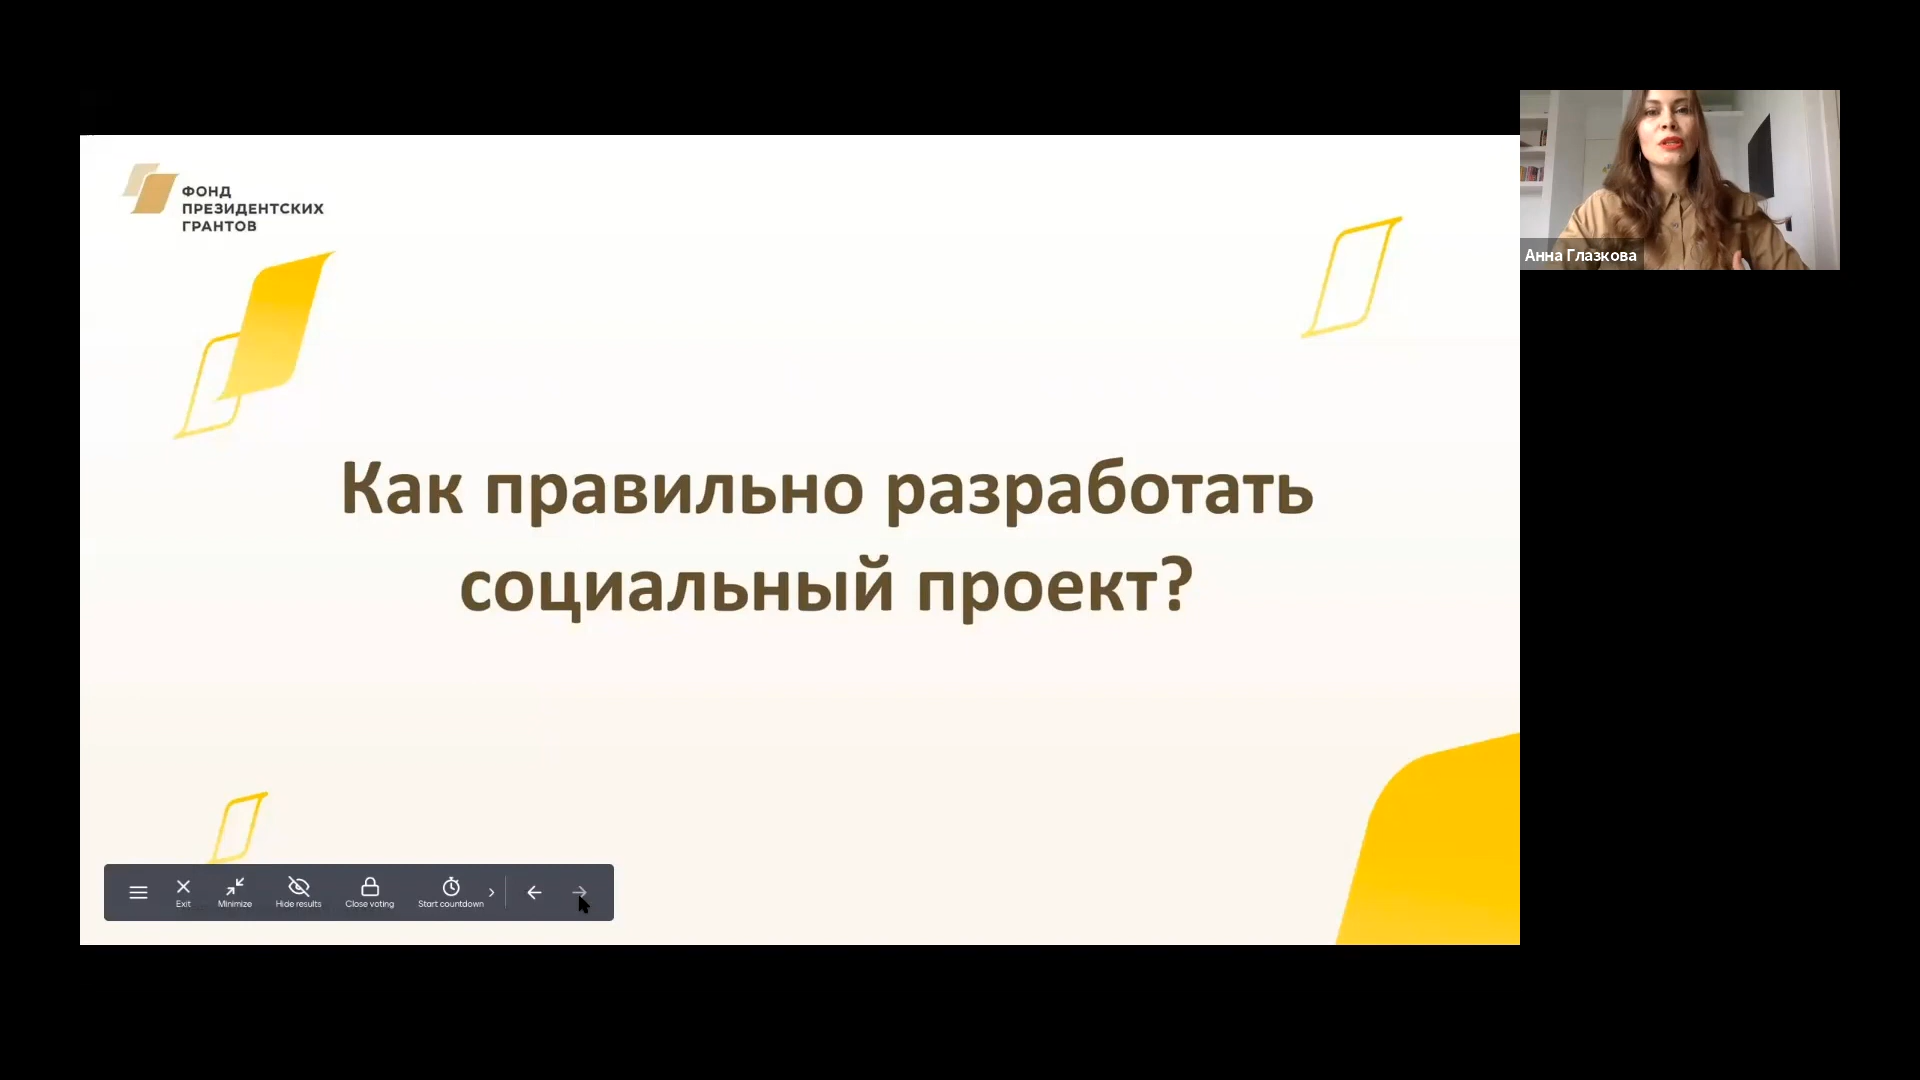 ФОНД
ПРЕЗИДЕНТСКИХ
ГРАНТОВ
Как правильно разработать
социальный проект?
Анна Глазкова
Exit
Minimize
Hide results
Close voting
Start countdown